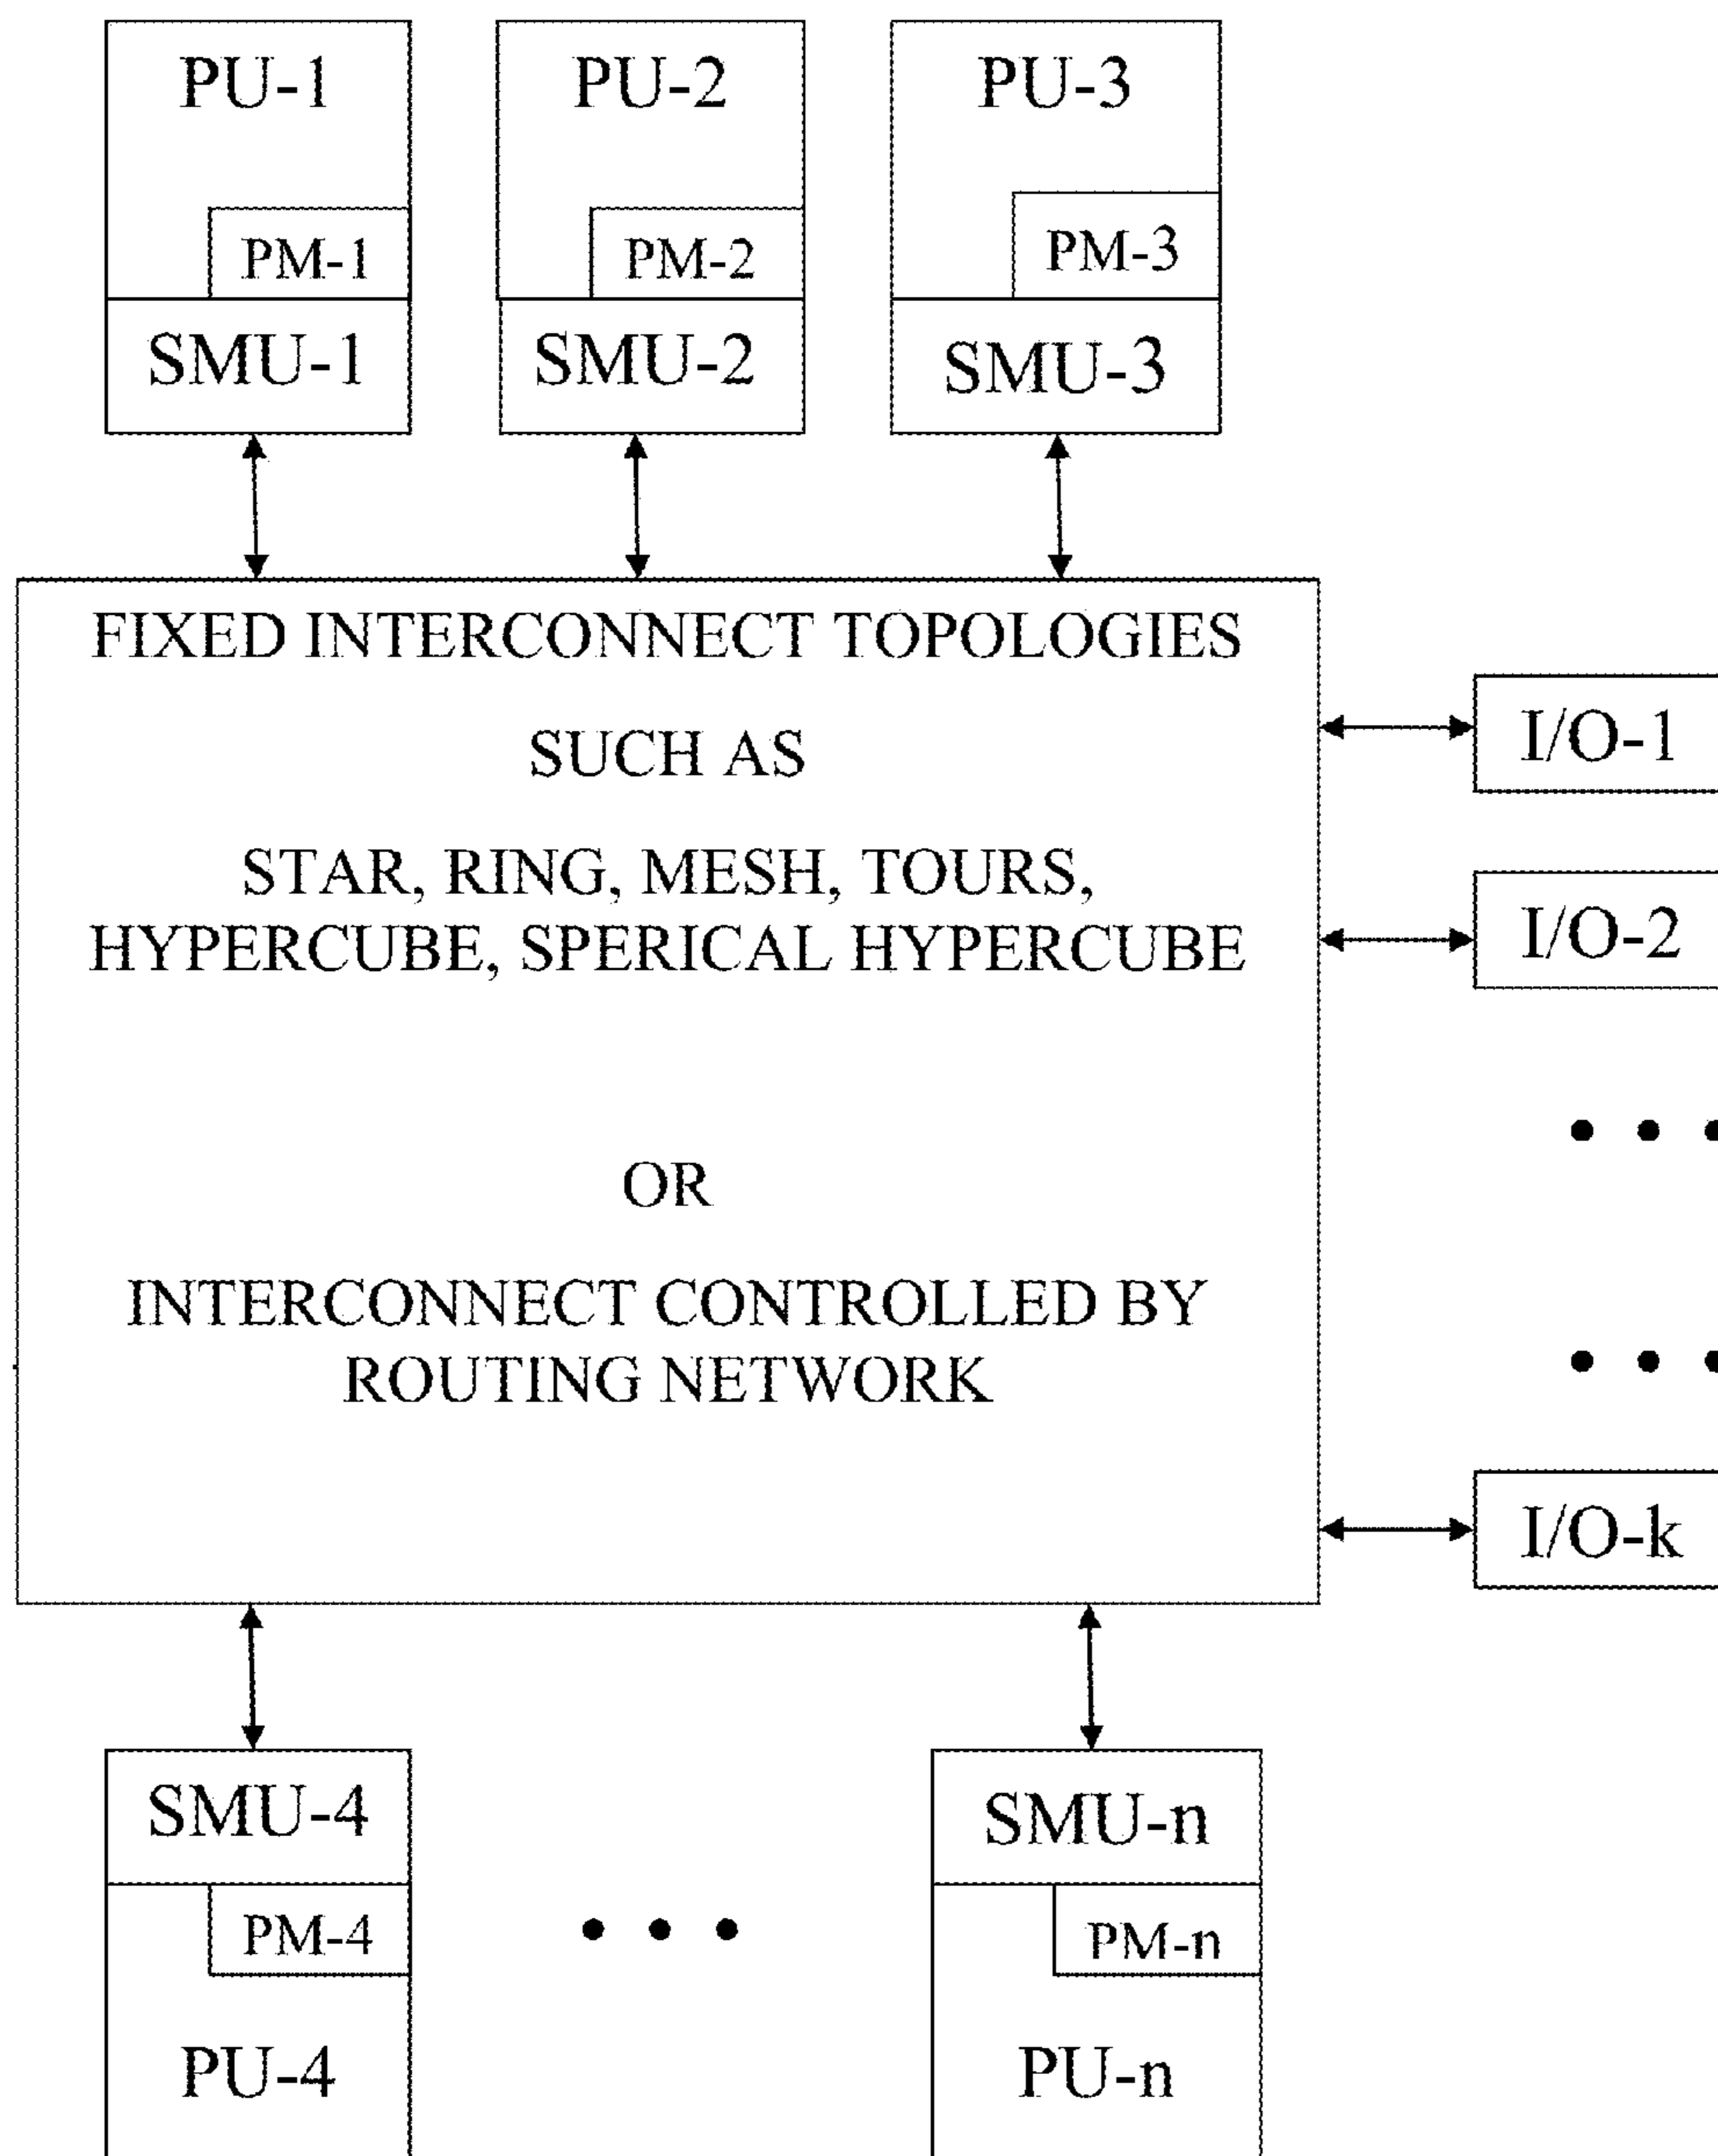 PU-1
PU-2
PU-3
PM-1
PM-2
PM-3
SMU-1
SMU-2
SMU-3
FIXED INTERCONNECT TOPOLOGIES
SUCH AS
STAR, RING, MESH, TOURS,
HYPERCUBE, SPERICAL HYPERCUBE
OR
INTERCONNECT CONTROLLED BY
ROUTING NETWORK
I/O-1
I/O-2
I/O-k
SMU-4
SMU-n
PM-4
PM-n
PU-4
PU-n